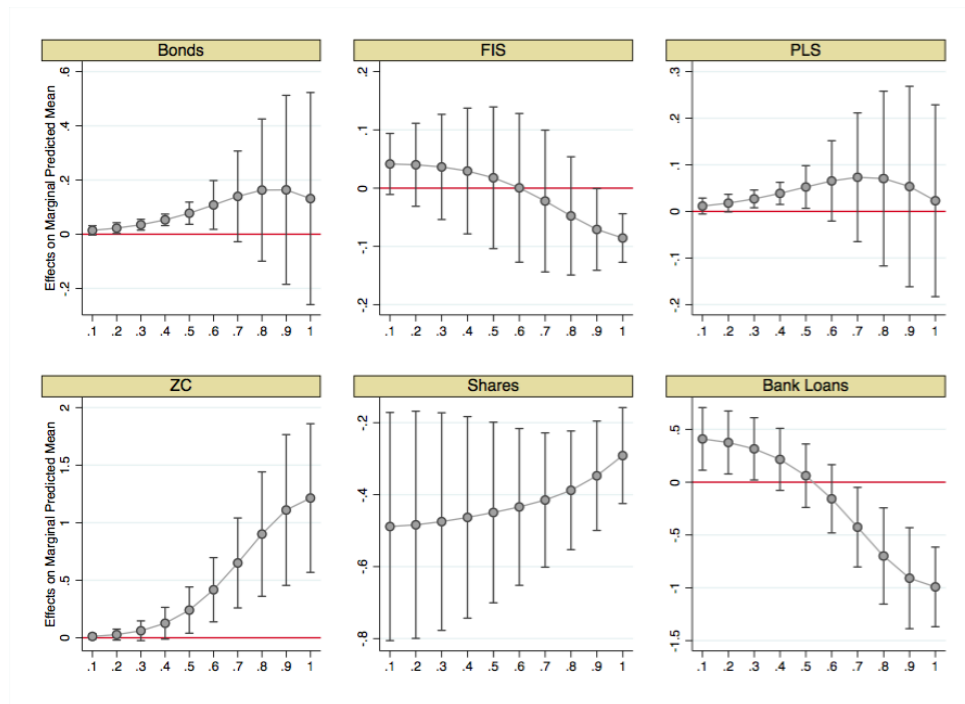 Bonds
Effects on Marginal Predicted Mean
.6
.4
.2
0
-.2
.1 .2 .3 .4 .5 .6 .7 .8 .9 1
FIS
.2
.1
0
-.1
-.2
.1 .2 .3 .4 .5 .6 .7 .8 .9 1
PLS
.3
.2
.1
0
-.1
-.2
.1 .2 .3 .4 .5 .6 .7 .8 .9 1
ZC
Effects on Marginal Predicted Mean
2
1.5
1
.5
0
.1 .2 .3 .4 .5 .6 .7 .8 .9 1
Shares
-.2
-.4
-.6
-.8
.1 .2 .3 .4 .5 .6 .7 .8 .9 1
Bank Loans
.5
0
-.5
-1
-1.5
.1 .2 .3 .4 .5 .6 .7 .8 .9 1